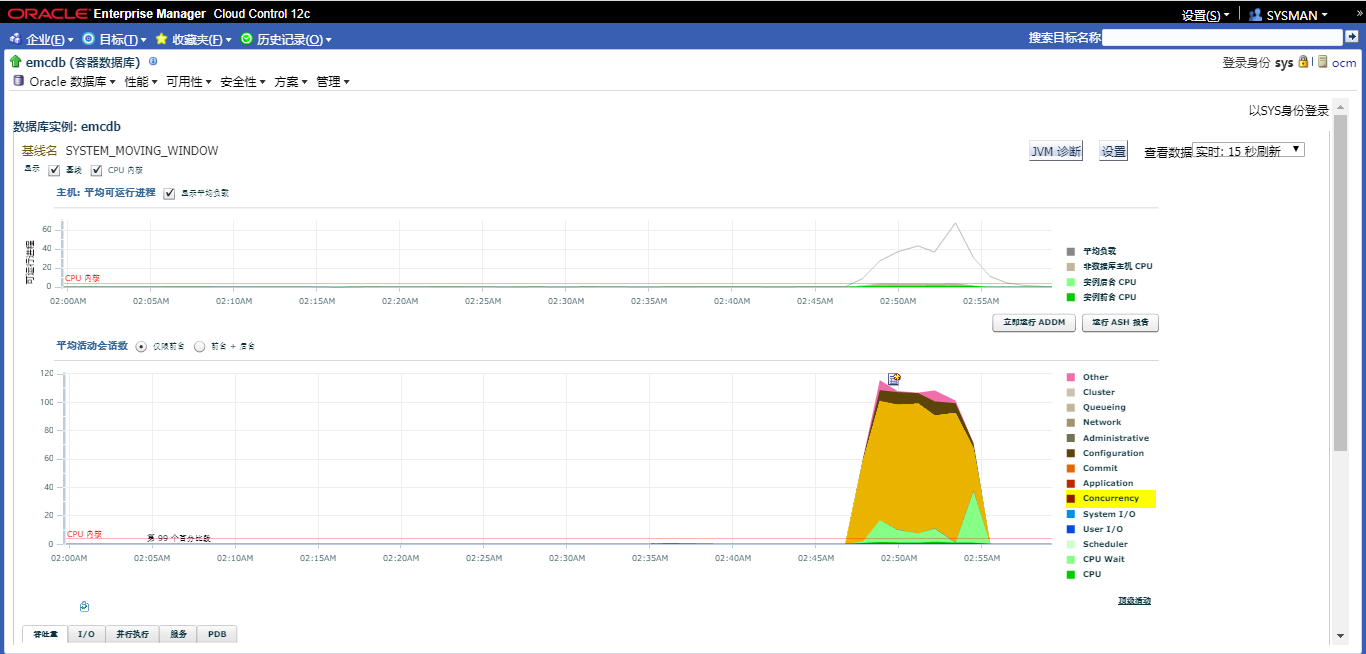 ORACLE Enterprise Manager Cloud Control 12c 设置(S) SYSMAN »
企业(E) 目标(T) 收藏夹(F) 历史记录(O) 搜索目标名称
emcdb (容器数据库) 登录身份 sys ocm
Oracle 数据库 性能 可用性 安全性 方案 管理
以SYS身份登录
数据库实例: emcdb
基线名 SYSTEM_MOVING_WINDOW JVM 诊断 设置 查看数据 实时: 15 秒刷新
显示 基线 CPU 内核
主机: 平均可运行进程 显示平均负载
可运行进程
60
40
20
0
CPU 内核
02:00AM 02:05AM 02:10AM 02:15AM 02:20AM 02:25AM 02:30AM 02:35AM 02:40AM 02:45AM 02:50AM 02:55AM
平均负载
非数据库主机 CPU
实例后台 CPU
实例前台 CPU
立即运行 ADDM 运行 ASH 报告
平均活动会话数 仅限前台 前台 + 后台
120
100
80
60
40
20
0
CPU 内核 第 99 个百分比数
02:00AM 02:05AM 02:10AM 02:15AM 02:20AM 02:25AM 02:30AM 02:35AM 02:40AM 02:45AM 02:50AM 02:55AM
Other
Cluster
Queueing
Network
Administrative
Configuration
Commit
Application
Concurrency
System I/O
User I/O
Scheduler
CPU Wait
CPU
顶级活动
吞吐量 I/O 并行执行 服务 PDB